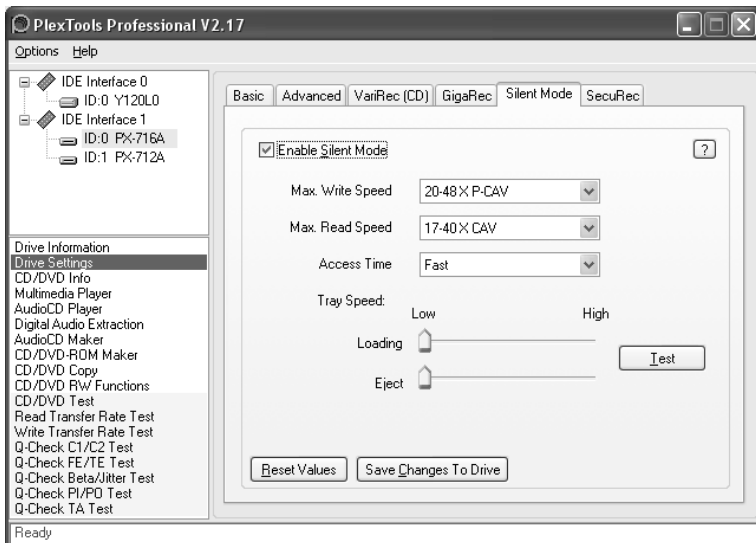 PlexTools Professional V2.17
Options Help
IDE Interface 0
ID:0 Y120L0
IDE Interface 1
ID:0 PX-716A
ID:1 PX-712A
Drive Information
Drive Settings
CD/DVD Info
Multimedia Player
AudioCD Player
Digital Audio Extraction
AudioCD Maker
CD/DVD-ROM Maker
CD/DVD Copy
CD/DVD RW Functions
CD/DVD Test
Read Transfer Rate Test
Write Transfer Rate Test
Q-Check C1/C2 Test
Q-Check FE/TE Test
Q-Check Beta/Jitter Test
Q-Check PI/PO Test
Q-Check TA Test
Basic Advanced VariRec (CD) GigaRec Silent Mode SecuRec
Enable Silent Mode ?
Max. Write Speed 20-48 X P-CAV
Max. Read Speed 17-40 X CAV
Access Time Fast
Tray Speed:
Low High
Loading
Test
Eject
Reset Values Save Changes To Drive
Ready